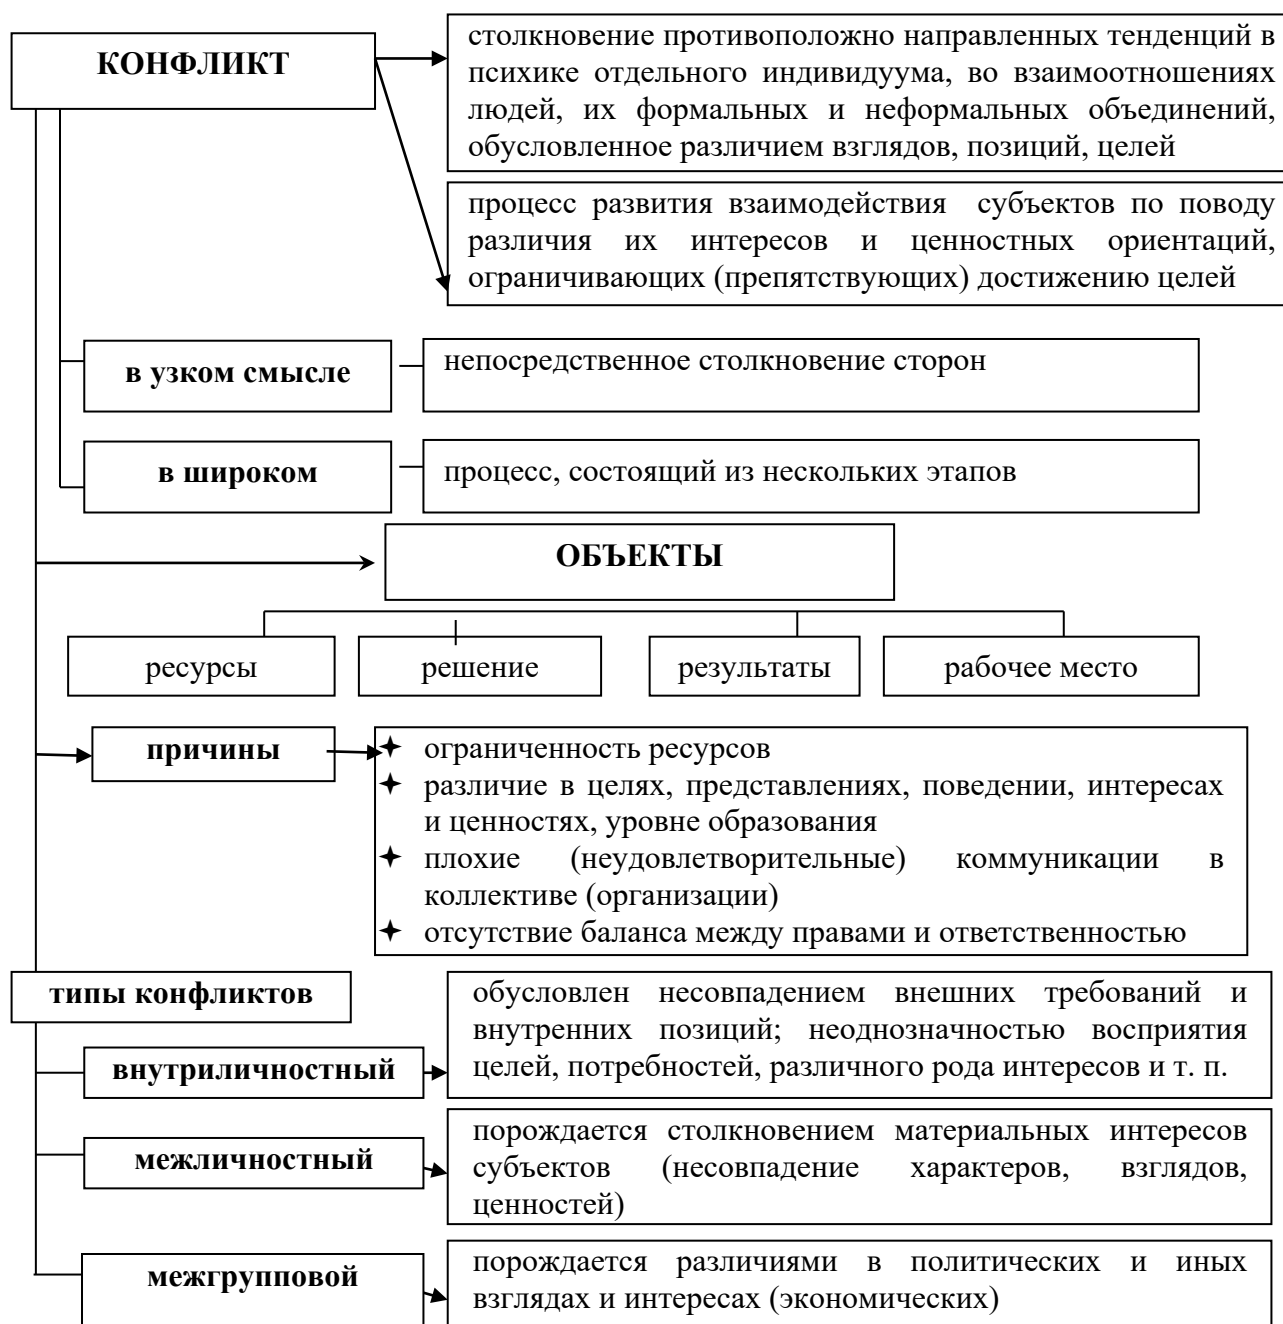 КОНФЛИКТ
столкновение противоположно направленных тенденций в
психике отдельного индивидуума, во взаимоотношениях
людей, их формальных и неформальных объединений,
обусловленное различием взглядов, позиций, целей
процесс развития взаимодействия субъектов по поводу
различия их интересов и ценностных ориентаций,
ограничивающих (препятствующих) достижению целей
в узком смысле
непосредственное столкновение сторон
в широком
процесс, состоящий из нескольких этапов
ОБЪЕКТЫ
ресурсы
решение
результаты
рабочее место
причины
ограниченность ресурсов
различие в целях, представлениях, поведении, интересах
и ценностях, уровне образования
плохие (неудовлетворительные) коммуникации в
коллективе (организации)
отсутствие баланса между правами и ответственностью
типы конфликтов
обусловлен несовпадением внешних требований и
внутренних позиций; неоднозначностью восприятия
целей, потребностей, различного рода интересов и т. п.
внутриличностный
межличностный
порождается столкновением материальных интересов
субъектов (несовпадение характеров, взглядов,
ценностей)
межгрупповой
порождается различиями в политических и иных
взглядах и интересах (экономических)